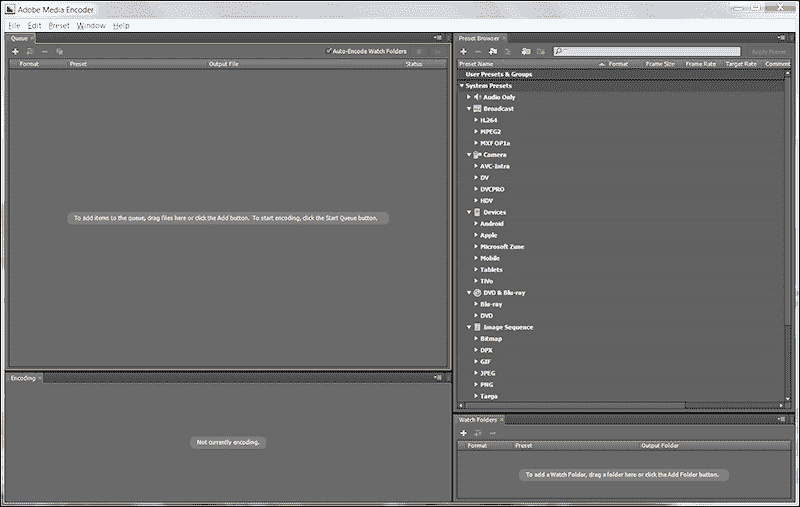 Adobe Media Encoder
File Edit Preset Window Help
Queue
Auto-Encode Watch Folders
Format Preset Output File Status
To add items to the queue, drag files here or click the Add button. To start encoding, click the Start Queue button.
Encoding
Not currently encoding.
Preset Browser
Apply Preset
Preset Name Format Frame Size Frame Rate Target Rate Comment
User Presets & Groups
System Presets
Audio Only
Broadcast
H.264
MPEG2
MXF OP1a
Camera
AVC-Intra
DV
DVCPRO
HDV
Devices
Android
Apple
Microsoft Zune
Mobile
Tablets
TiVo
DVD & Blu-ray
Blu-ray
DVD
Image Sequence
Bitmap
DPX
GIF
JPEG
PNG
Targa
Watch Folders
Format Preset Output Folder
To add a Watch Folder, drag a folder here or click the Add Folder button.